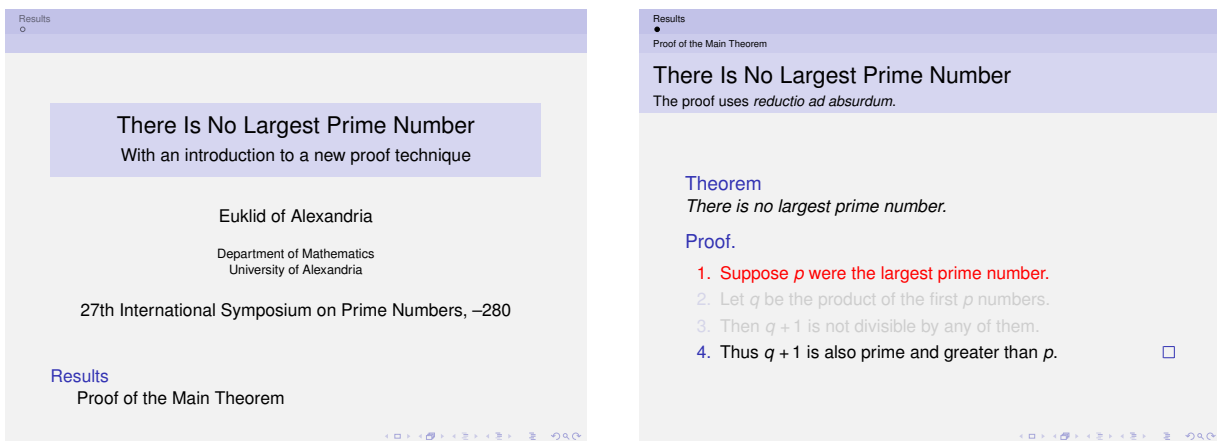 Results
There Is No Largest Prime Number
With an introduction to a new proof technique
Euklid of Alexandria
Department of Mathematics
University of Alexandria
27th International Symposium on Prime Numbers, –280
Results
Proof of the Main Theorem
Results
Proof of the Main Theorem
There Is No Largest Prime Number
The proof uses reductio ad absurdum.
Theorem
There is no largest prime number.
Proof.
1. Suppose p were the largest prime number.
2. Let q be the product of the first p numbers.
3. Then q + 1 is not divisible by any of them.
4. Thus q + 1 is also prime and greater than p. □